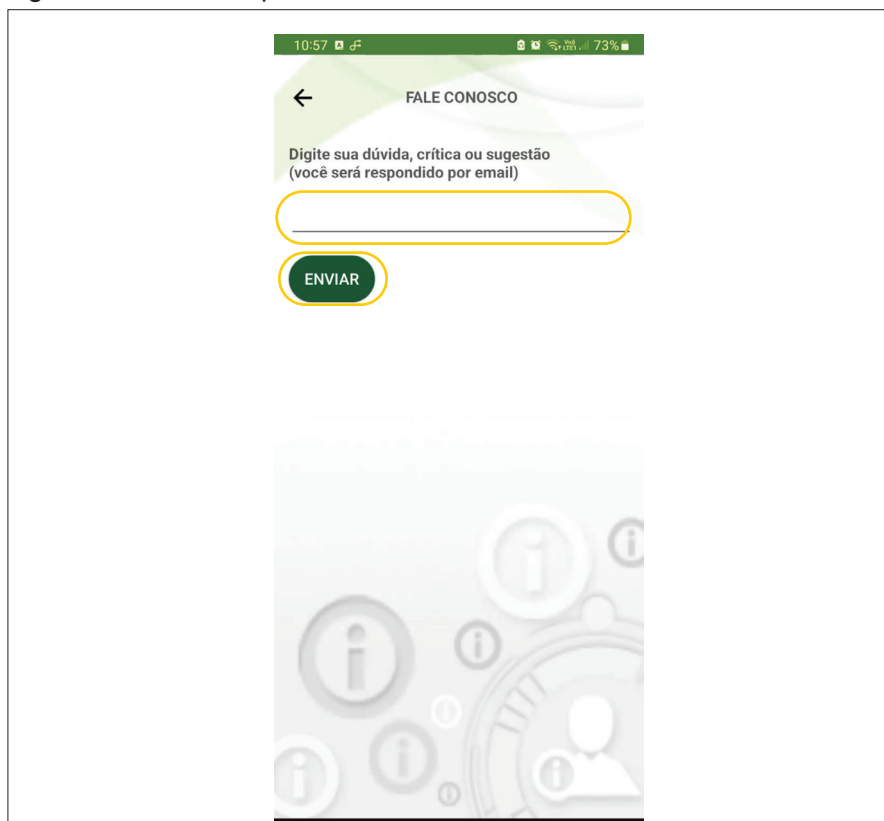 10:57
73%
FALE CONOSCO
Digite sua dúvida, crítica ou sugestão
(você será respondido por email)
ENVIAR